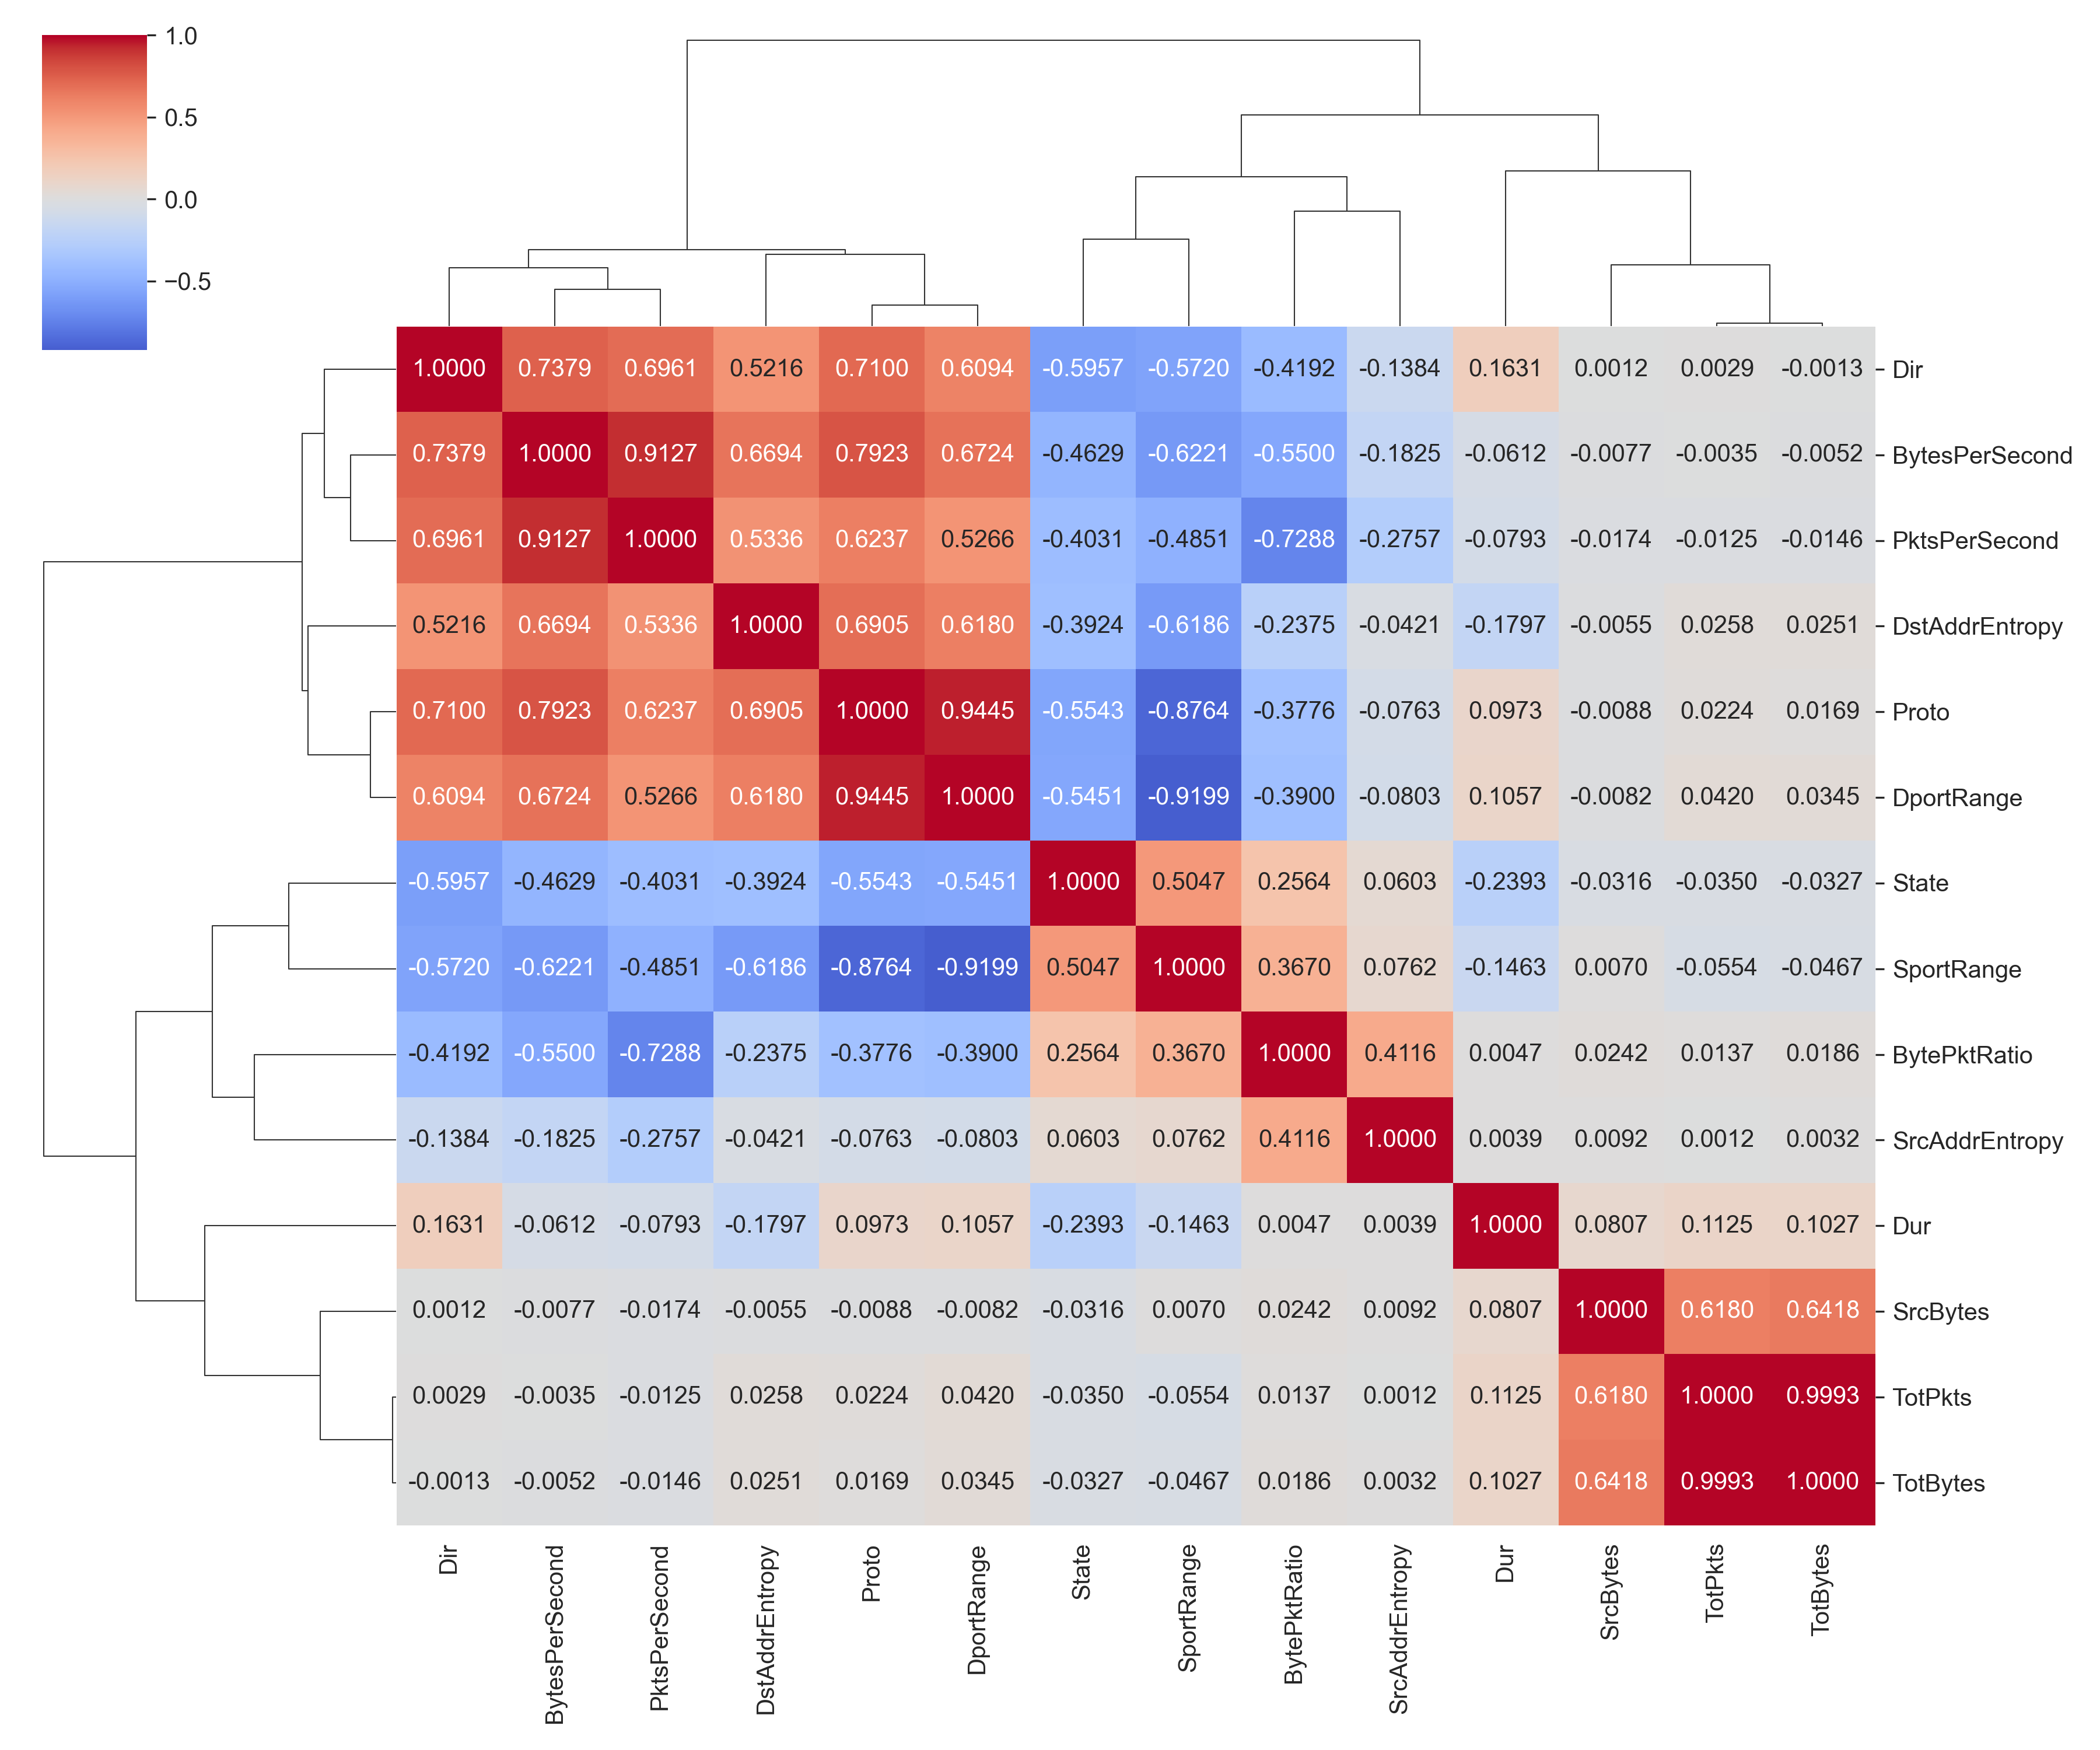 1.0
0.5
0.0
−0.5
1.0000 0.7379 0.6961 0.5216 0.7100 0.6094 -0.5957 -0.5720 -0.4192 -0.1384 0.1631 0.0012 0.0029 -0.0013 Dir
0.7379 1.0000 0.9127 0.6694 0.7923 0.6724 -0.4629 -0.6221 -0.5500 -0.1825 -0.0612 -0.0077 -0.0035 -0.0052 BytesPerSecond
0.6961 0.9127 1.0000 0.5336 0.6237 0.5266 -0.4031 -0.4851 -0.7288 -0.2757 -0.0793 -0.0174 -0.0125 -0.0146 PktsPerSecond
0.5216 0.6694 0.5336 1.0000 0.6905 0.6180 -0.3924 -0.6186 -0.2375 -0.0421 -0.1797 -0.0055 0.0258 0.0251 DstAddrEntropy
0.7100 0.7923 0.6237 0.6905 1.0000 0.9445 -0.5543 -0.8764 -0.3776 -0.0763 0.0973 -0.0088 0.0224 0.0169 Proto
0.6094 0.6724 0.5266 0.6180 0.9445 1.0000 -0.5451 -0.9199 -0.3900 -0.0803 0.1057 -0.0082 0.0420 0.0345 DportRange
-0.5957 -0.4629 -0.4031 -0.3924 -0.5543 -0.5451 1.0000 0.5047 0.2564 0.0603 -0.2393 -0.0316 -0.0350 -0.0327 State
-0.5720 -0.6221 -0.4851 -0.6186 -0.8764 -0.9199 0.5047 1.0000 0.3670 0.0762 -0.1463 0.0070 -0.0554 -0.0467 SportRange
-0.4192 -0.5500 -0.7288 -0.2375 -0.3776 -0.3900 0.2564 0.3670 1.0000 0.4116 0.0047 0.0242 0.0137 0.0186 BytePktRatio
-0.1384 -0.1825 -0.2757 -0.0421 -0.0763 -0.0803 0.0603 0.0762 0.4116 1.0000 0.0039 0.0092 0.0012 0.0032 SrcAddrEntropy
0.1631 -0.0612 -0.0793 -0.1797 0.0973 0.1057 -0.2393 -0.1463 0.0047 0.0039 1.0000 0.0807 0.1125 0.1027 Dur
0.0012 -0.0077 -0.0174 -0.0055 -0.0088 -0.0082 -0.0316 0.0070 0.0242 0.0092 0.0807 1.0000 0.6180 0.6418 SrcBytes
0.0029 -0.0035 -0.0125 0.0258 0.0224 0.0420 -0.0350 -0.0554 0.0137 0.0012 0.1125 0.6180 1.0000 0.9993 TotPkts
-0.0013 -0.0052 -0.0146 0.0251 0.0169 0.0345 -0.0327 -0.0467 0.0186 0.0032 0.1027 0.6418 0.9993 1.0000 TotBytes
Dir
BytesPerSecond
PktsPerSecond
DstAddrEntropy
Proto
DportRange
State
SportRange
BytePktRatio
SrcAddrEntropy
Dur
SrcBytes
TotPkts
TotBytes